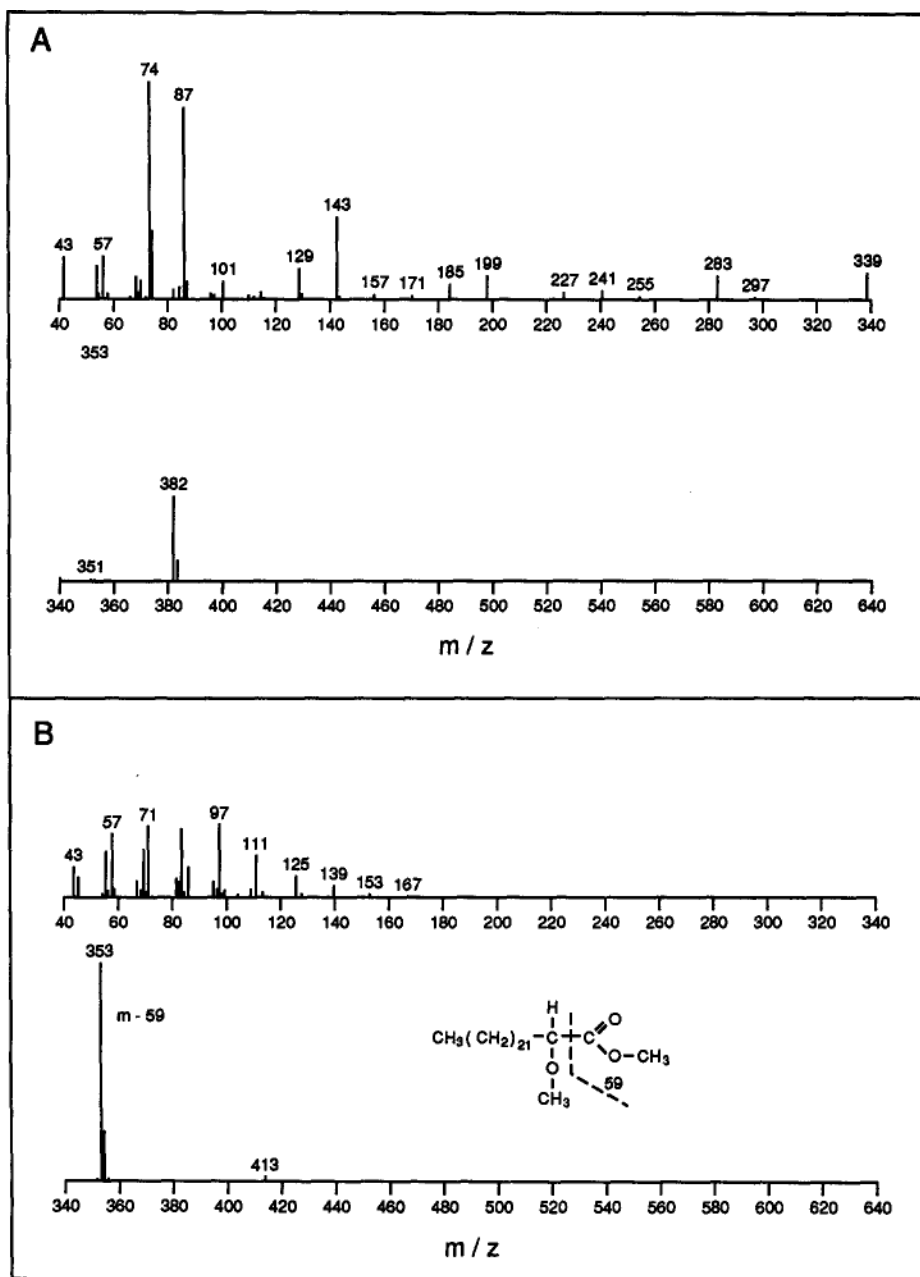 A
74
87
43 57 101 129 143 157 171 185 199 227 241 255 283 297 339
40 60 80 100 120 140 160 180 200 220 240 260 280 300 320 340
353
382
351
340 360 380 400 420 440 460 480 500 520 540 560 580 600 620 640
m / z
B
43 57 71 97 111 125 139 153 167
40 60 80 100 120 140 160 180 200 220 240 260 280 300 320 340
353
m - 59
H
O
CH3( CH2)21 C C
O O—CH3
CH3
59
413
340 360 380 400 420 440 460 480 500 520 540 560 580 600 620 640
m / z